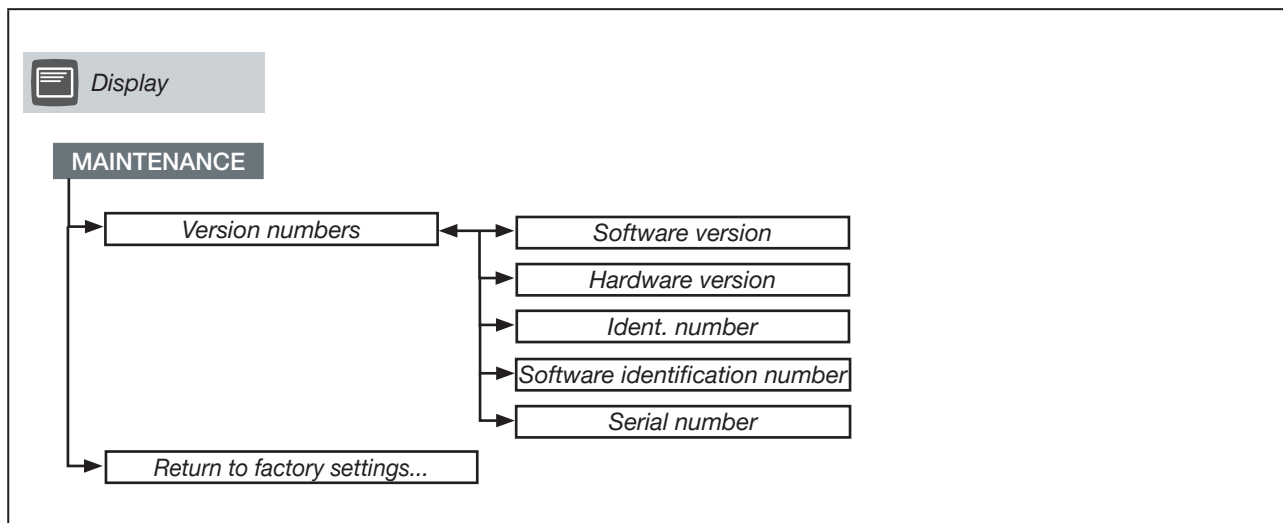 Display
MAINTENANCE
Version numbers
Software version
Hardware version
Ident. number
Software identification number
Serial number
Return to factory settings...